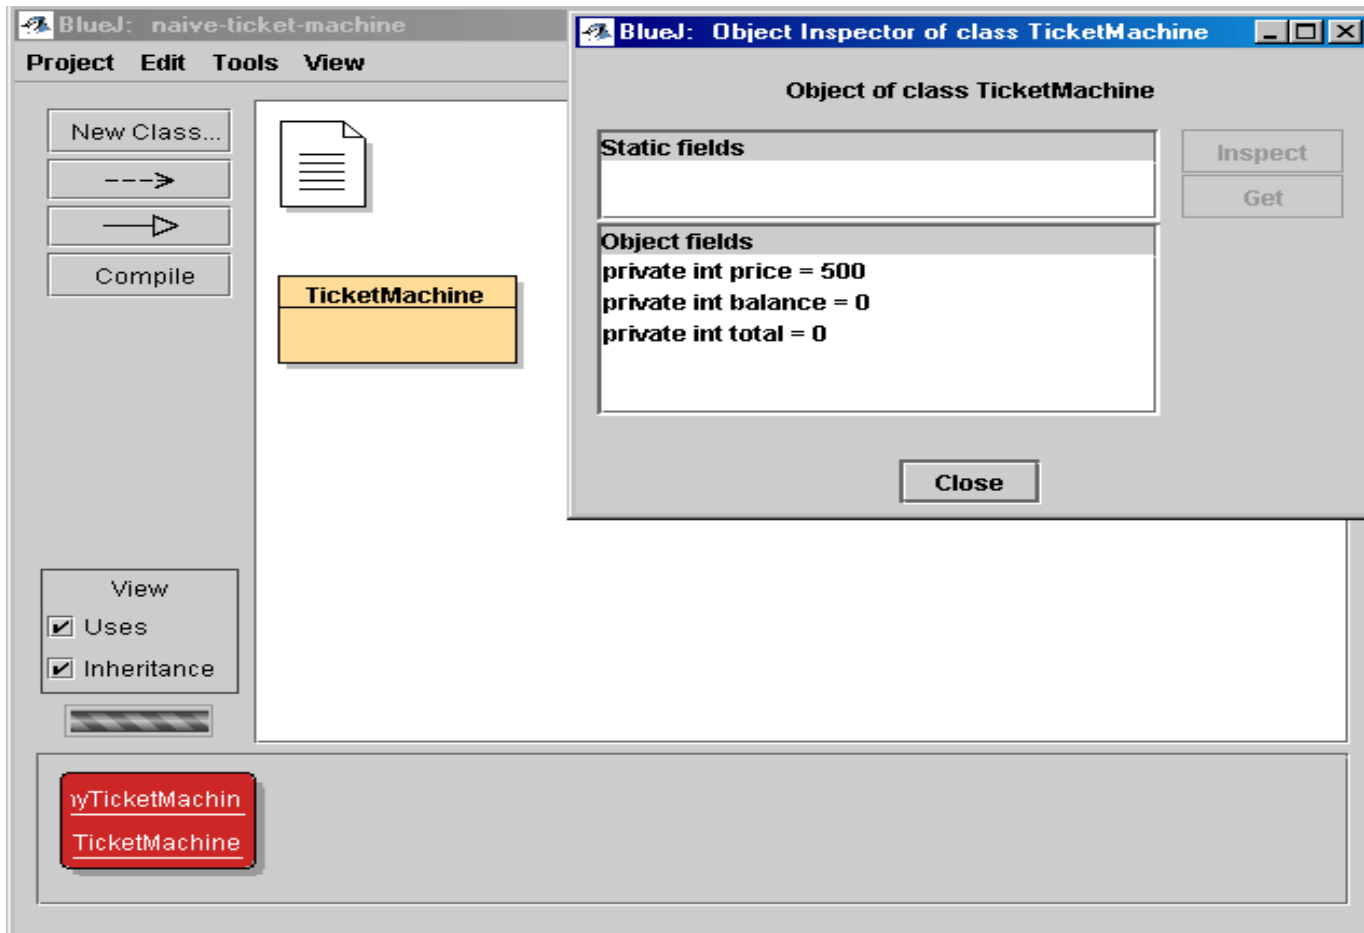 BlueJ: naive-ticket-machine
Project Edit Tools View
New Class...
Compile
TicketMachine
View
Uses
Inheritance
yTicketMachin
TicketMachine
BlueJ: Object Inspector of class TicketMachine
Object of class TicketMachine
Static fields
Inspect
Get
Object fields
private int price = 500
private int balance = 0
private int total = 0
Close